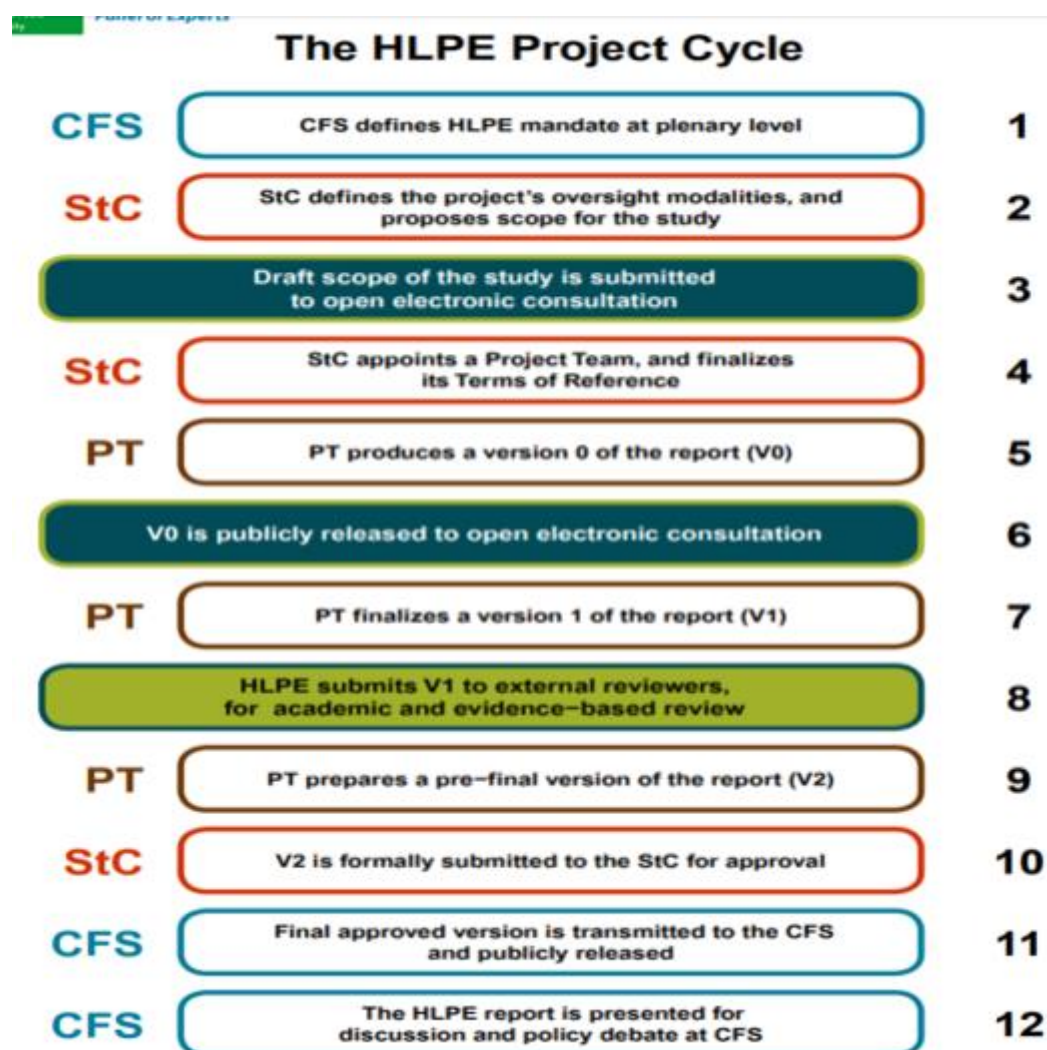 Panel of Experts
The HLPE Project Cycle
CFS
CFS defines HLPE mandate at plenary level
1
StC
StC defines the project's oversight modalities, and
proposes scope for the study
2
Draft scope of the study is submitted
to open electronic consultation
3
StC
StC appoints a Project Team, and finalizes
its Terms of Reference
4
PT
PT produces a version 0 of the report (V0)
5
V0 is publicly released to open electronic consultation
6
PT
PT finalizes a version 1 of the report (V1)
7
HLPE submits V1 to external reviewers,
for academic and evidence-based review
8
PT
PT prepares a pre-final version of the report (V2)
9
StC
V2 is formally submitted to the StC for approval
10
CFS
Final approved version is transmitted to the CFS
and publicly released
11
CFS
The HLPE report is presented for
discussion and policy debate at CFS
12